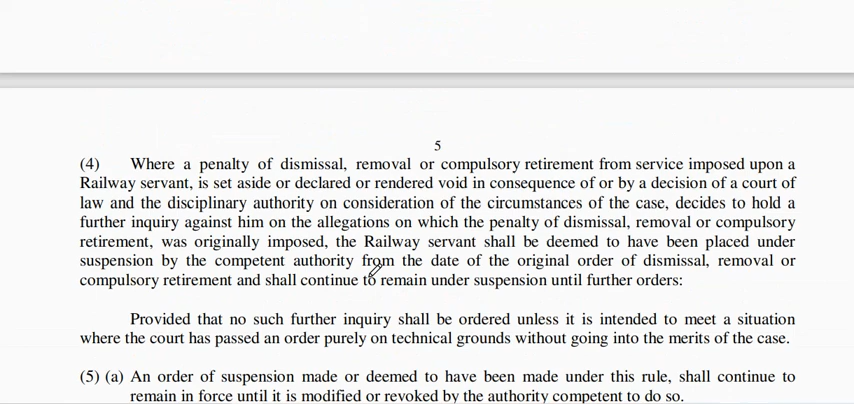 5
(4) Where a penalty of dismissal, removal or compulsory retirement from service imposed upon a
Railway servant, is set aside or declared or rendered void in consequence of or by a decision of a court of
law and the disciplinary authority on consideration of the circumstances of the case, decides to hold a
further inquiry against him on the allegations on which the penalty of dismissal, removal or compulsory
retirement, was originally imposed, the Railway servant shall be deemed to have been placed under
suspension by the competent authority from the date of the original order of dismissal, removal or
compulsory retirement and shall continue to remain under suspension until further orders:
Provided that no such further inquiry shall be ordered unless it is intended to meet a situation
where the court has passed an order purely on technical grounds without going into the merits of the case.
(5) (a) An order of suspension made or deemed to have been made under this rule, shall continue to
remain in force until it is modified or revoked by the authority competent to do so.